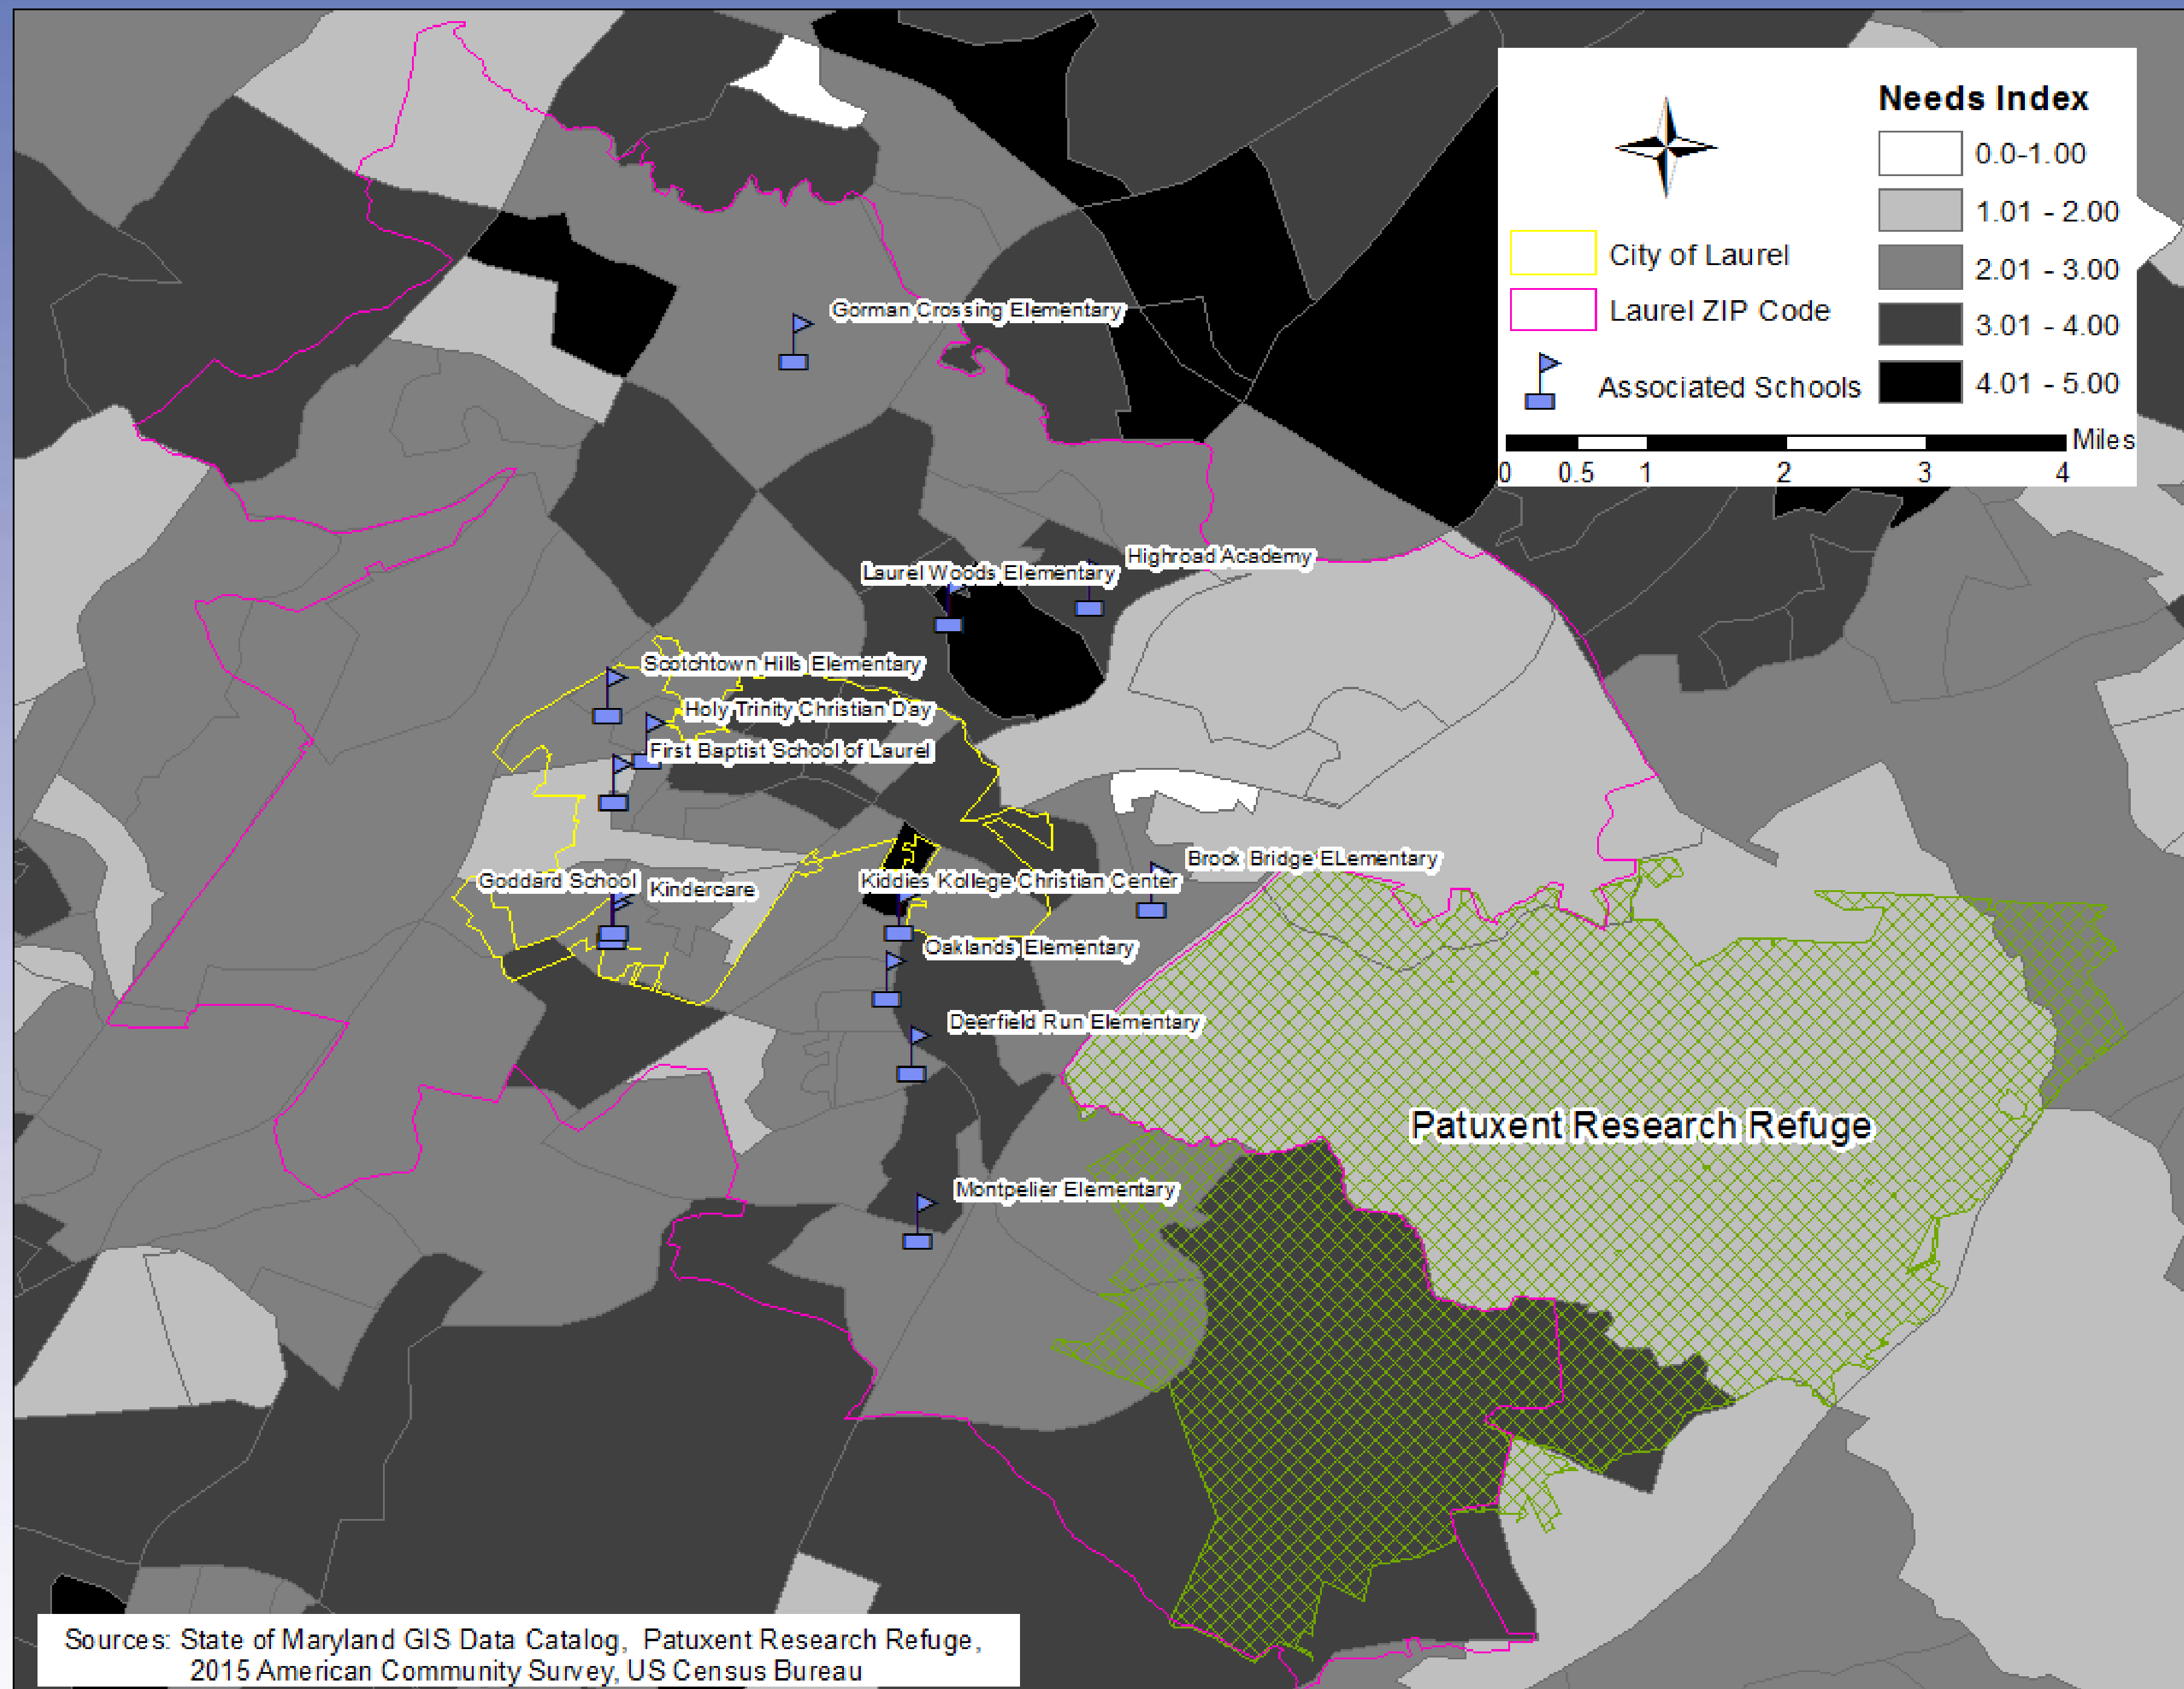 Needs Index
0.0-1.00
1.01 - 2.00
2.01 - 3.00
3.01 - 4.00
4.01 - 5.00
City of Laurel
Laurel ZIP Code
Associated Schools
Miles
0 0.5 1 2 3 4
Gorman Crossing Elementary
Highroad Academy
Laurel Woods Elementary
Scotchtown Hills Elementary
Holy Trinity Christian Day
First Baptist School of Laurel
Brock Bridge ELementary
Goddard School
Kindercare
Kiddies Kollege Christian Center
Oaklands Elementary
Deerfield Run Elementary
Patuxent Research Refuge
Montpelier Elementary
Sources: State of Maryland GIS Data Catalog, Patuxent Research Refuge,
2015 American Community Survey, US Census Bureau